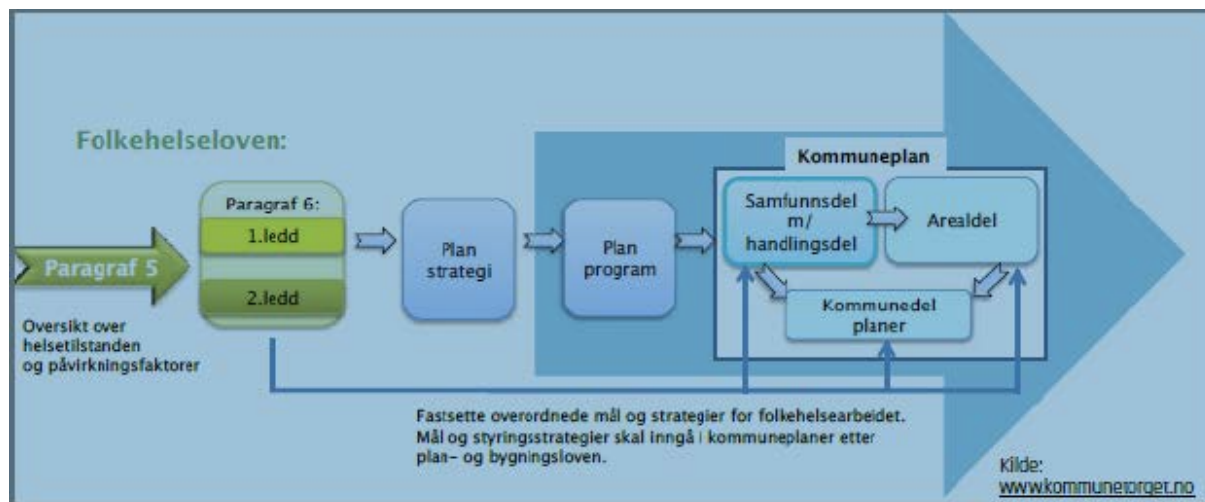 Folkehelseloven:
Paragraf 5
Oversikt over
helsetilstanden
og påvirkningsfaktorer
Paragraf 6:
1.ledd
2.ledd
Plan
strategi
Plan
program
Kommuneplan
Samfunnsdel
m/
handlingsdel
Arealdel
Kommunedel
planer
Fastsette overordnede mål og strategier for folkehelsearbeidet.
Mål og styringsstrategier skal inngå i kommuneplaner etter
plan- og bygningsloven.
Kilde:
www.kommunetorget.no